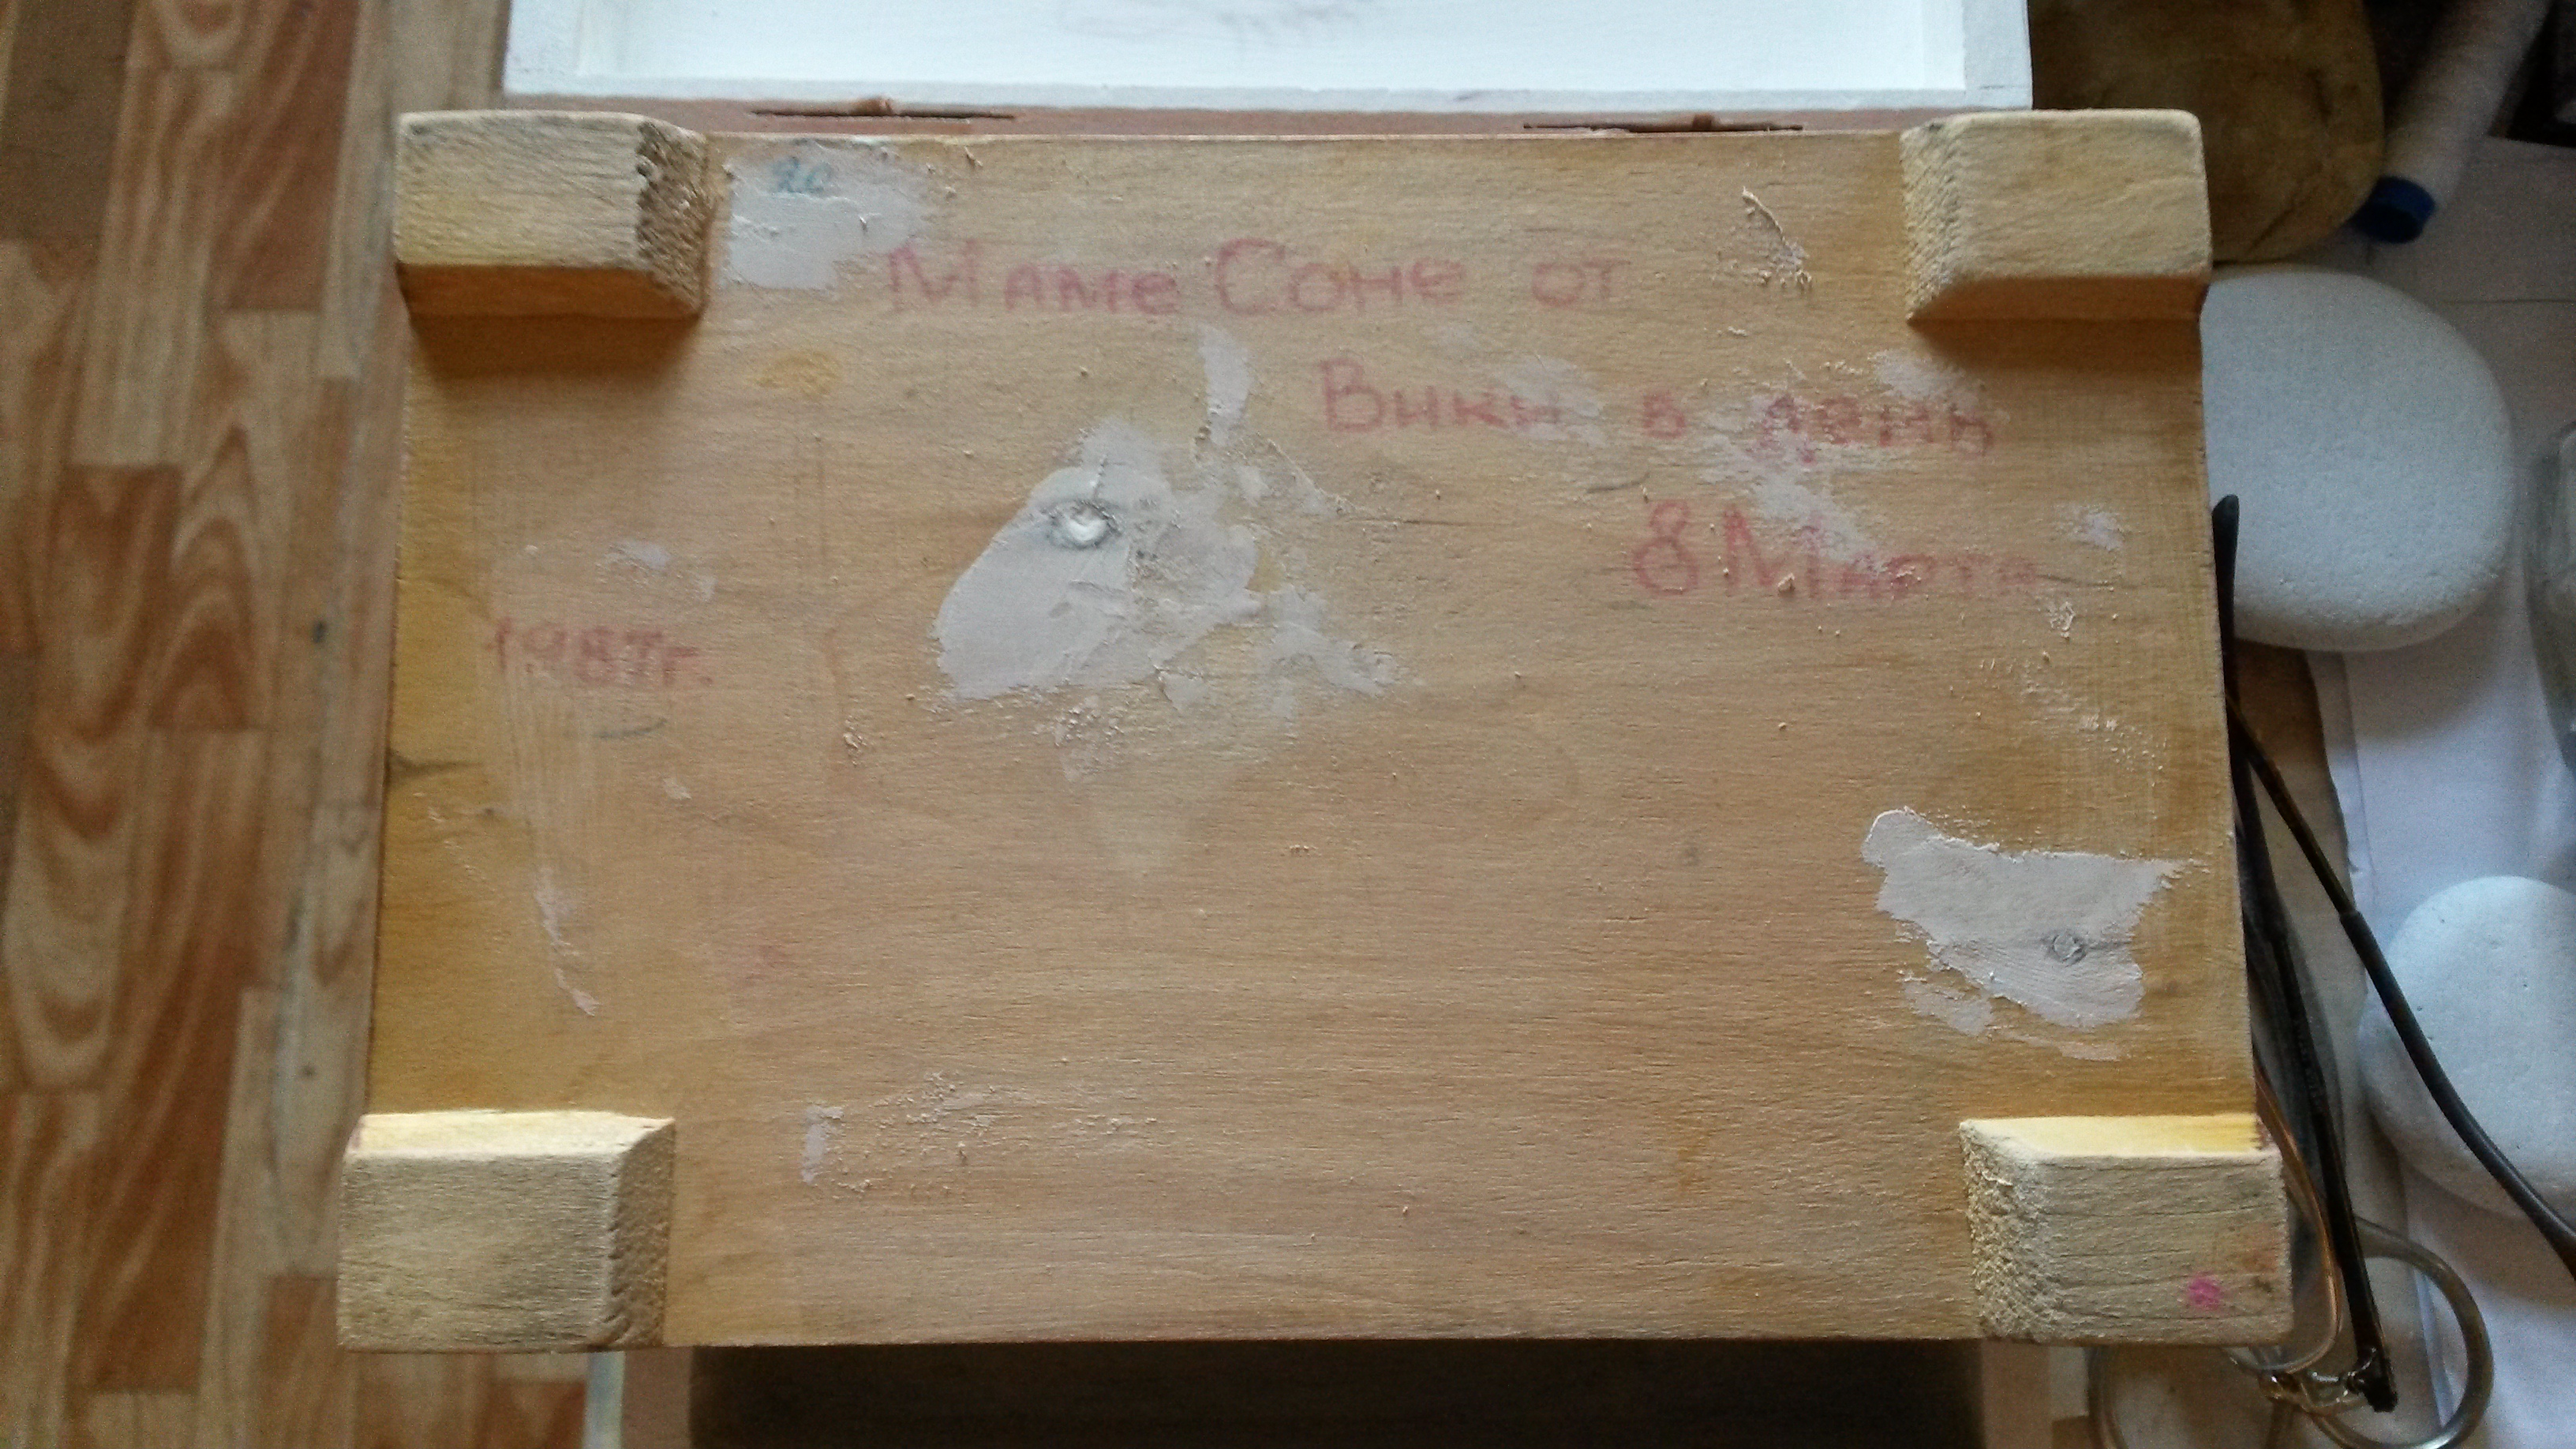 Маме Соне от
Вики в день
8 Марта
1987г.